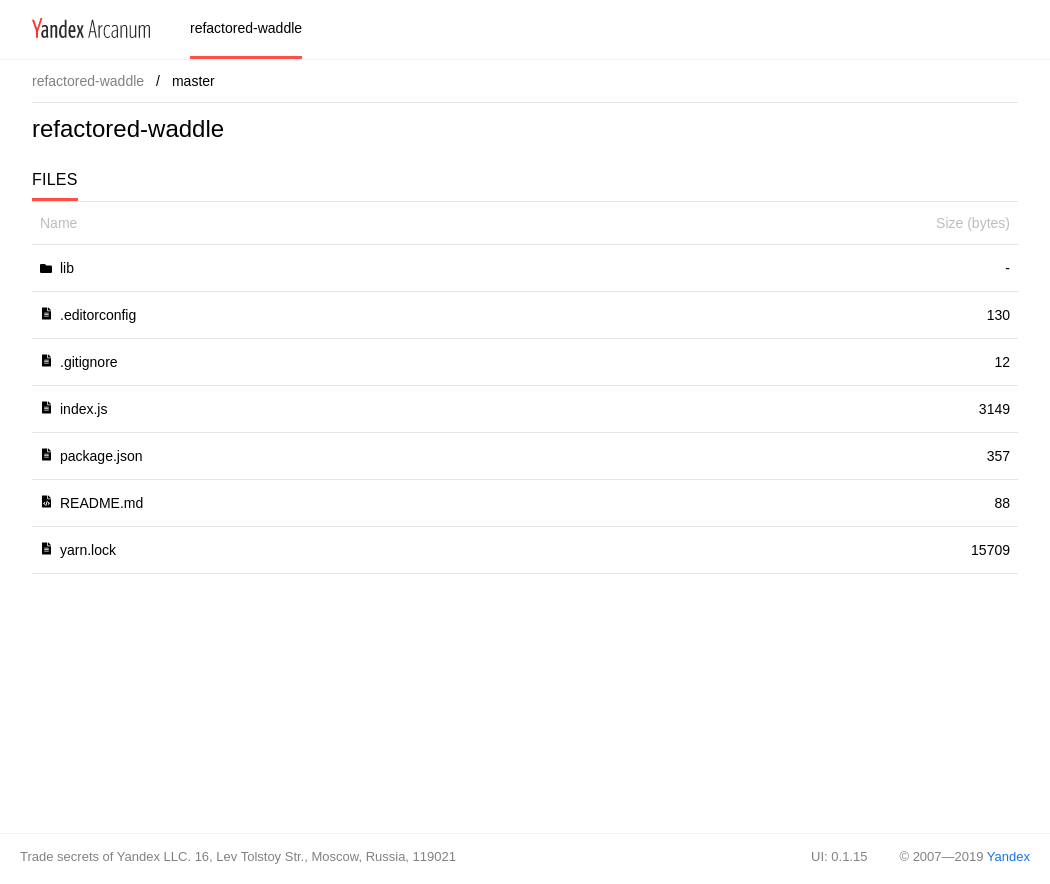 Yandex Arcanum refactored-waddle
refactored-waddle / master
refactored-waddle
FILES
Name Size (bytes)
lib -
.editorconfig 130
.gitignore 12
index.js 3149
package.json 357
README.md 88
yarn.lock 15709
Trade secrets of Yandex LLC. 16, Lev Tolstoy Str., Moscow, Russia, 119021 UI: 0.1.15 © 2007—2019 Yandex